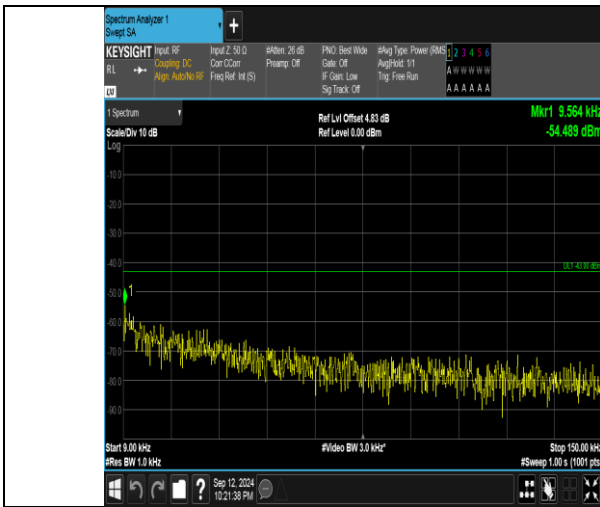 Spectrum Analyzer 1
Swept SA
KEYSIGHT Input: RF Input Z: 50 Ω #Atten: 26 dB PNO: Best Wide #Avg Type: Power (RMS 1 2 3 4 5 6
RL Coupling: DC Corr CCorr Preamp: Off Gate: Off Avg|Hold: 1/1 A W W W W W
Align: Auto/No RF Freq Ref: Int (S) IF Gain: Low Trig: Free Run
LXI Sig Track: Off A A A A A A
1 Spectrum Ref Lvl Offset 4.83 dB Mkr1 9.564 kHz
Scale/Div 10 dB Ref Level 0.00 dBm -54.489 dBm
Log
-10.0
-20.0
-30.0
-40.0
DL1 -43.00 dBm
-50.0 1
-60.0
-70.0
-80.0
-90.0
Start 9.00 kHz #Video BW 3.0 kHz* Stop 150.00 kHz
#Res BW 1.0 kHz #Sweep 1.00 s (1001 pts
? Sep 12, 2024
10:21:38 PM